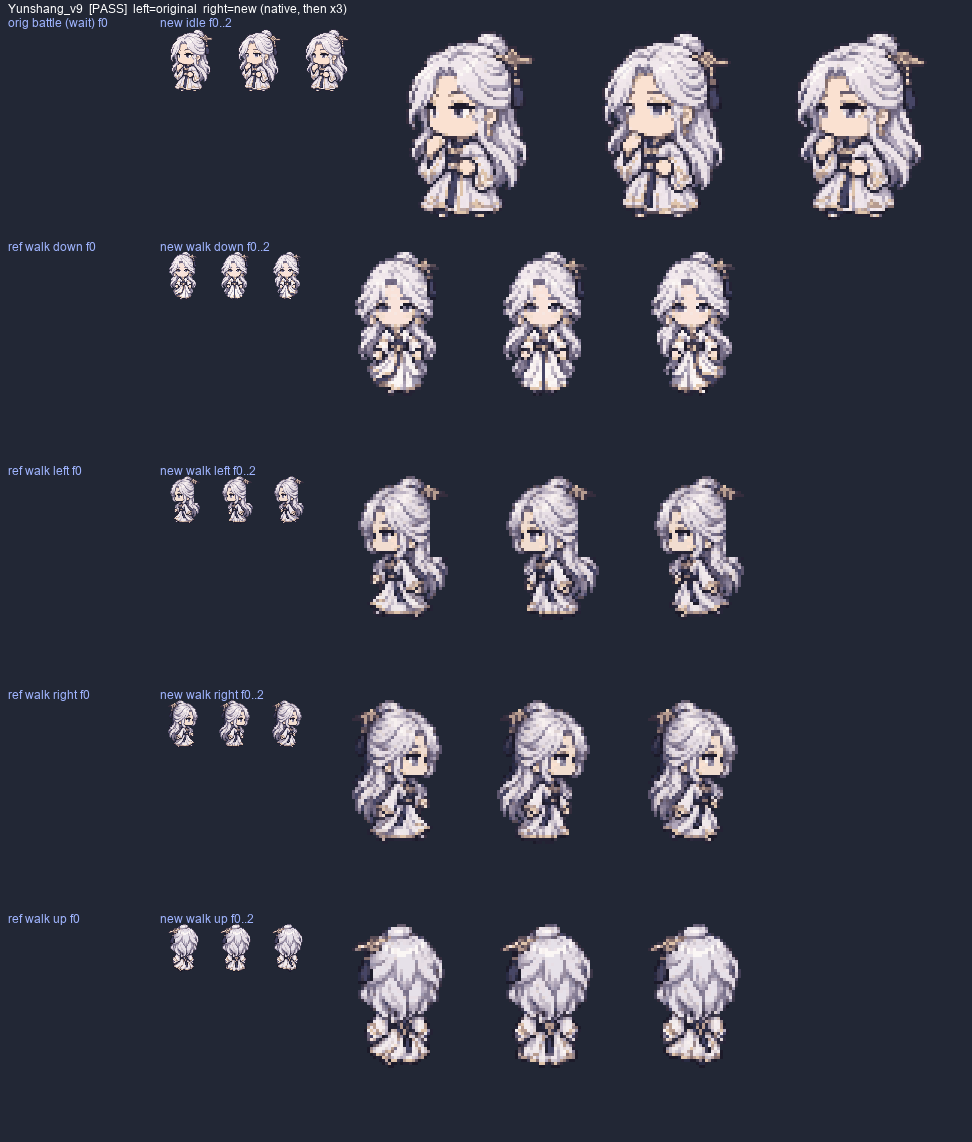 Yunshang_v9  [PASS]  left=original  right=new (native, then x3)
orig battle (wait) f0
new idle f0..2
ref walk down f0
new walk down f0..2
ref walk left f0
new walk left f0..2
ref walk right f0
new walk right f0..2
ref walk up f0
new walk up f0..2